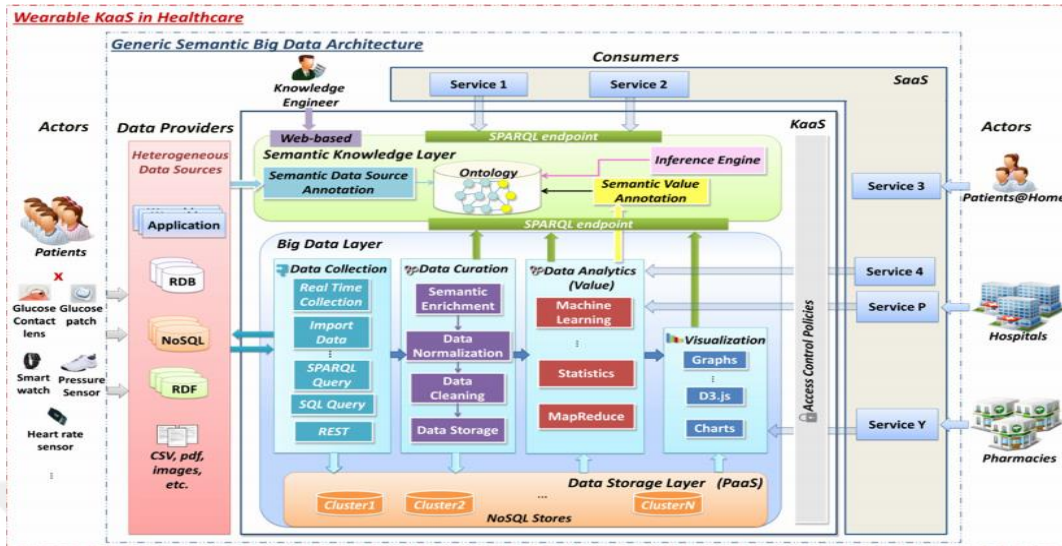 Wearable KaaS in Healthcare
Generic Semantic Big Data Architecture
Consumers
SaaS
Knowledge
Engineer
Service 1
Service 2
Actors
Data Providers
Web-based
SPARQL endpoint
KaaS
Actors
Heterogeneous
Data Sources
Semantic Knowledge Layer
Semantic Data Source
Annotation
Ontology
Inference Engine
Semantic Value
Annotation
Service 3
Patients@Home
Application
Patients
SPARQL endpoint
Big Data Layer
RDB
x
Glucose
Contact
lens
Glucose
patch
NoSQL
Smart
watch
Pressure
Sensor
RDF
Heart rate
sensor
⋮
CSV, pdf,
images,
etc.
Data Collection
Real Time
Collection
Import
Data
⋮
SPARQL
Query
SQL Query
REST
Data Curation
Semantic
Enrichment
Data
Normalization
Data
Cleaning
Data Storage
Data Analytics
(Value)
Machine
Learning
⋮
Statistics
MapReduce
Visualization
Graphs
⋮
D3.js
Charts
Access Control Policies
Service 4
Service P
Hospitals
Service Y
Pharmacies
Data Storage Layer (PaaS)
Cluster1
Cluster2
...
ClusterN
NoSQL Stores